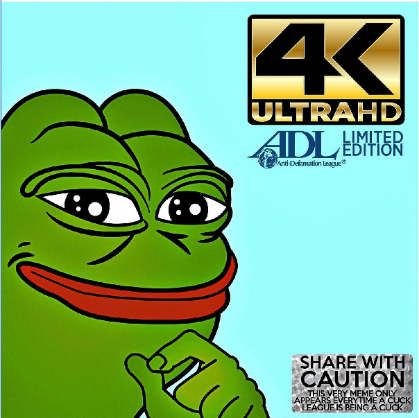 4K
ULTRAHD
ADL LIMITED
EDITION
Anti-Defamation League®
SHARE WITH
CAUTION
THIS VERY MEME ONLY
APPEARS EVERYTIME A CUCK
LEAGUE IS BEING A CUCK